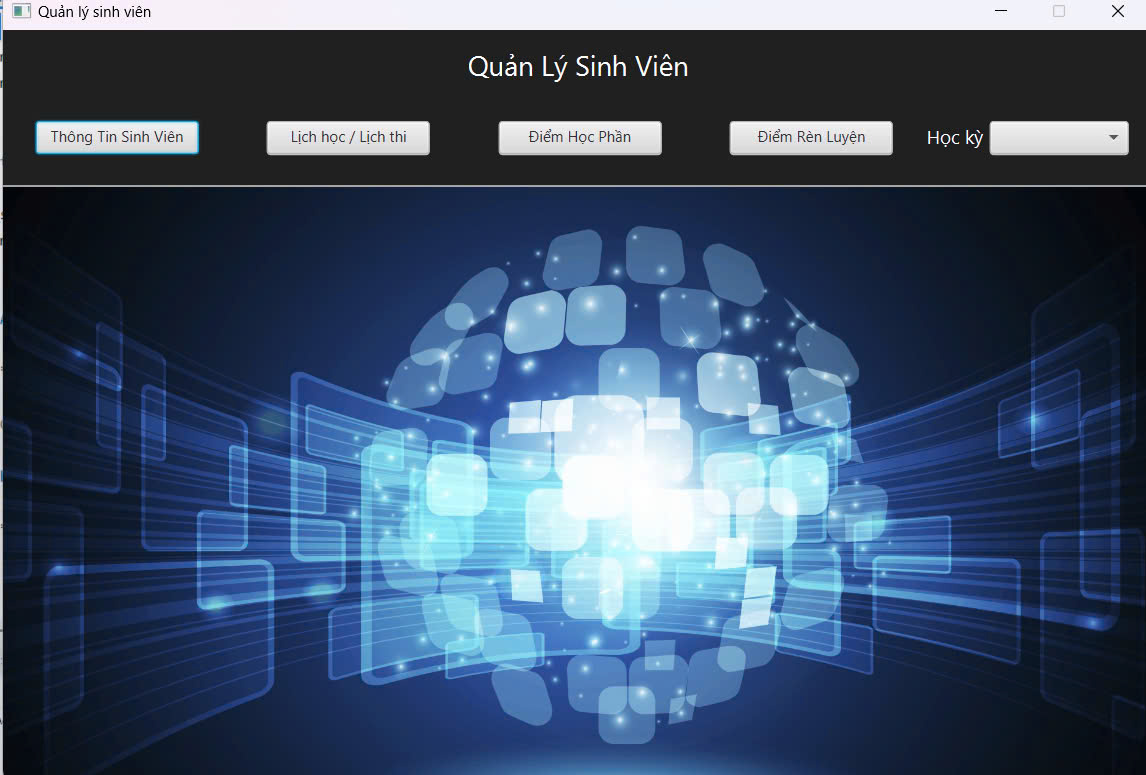 Quản lý sinh viên
Quản Lý Sinh Viên
Thông Tin Sinh Viên
Lịch học / Lịch thi
Điểm Học Phần
Điểm Rèn Luyện
Học kỳ